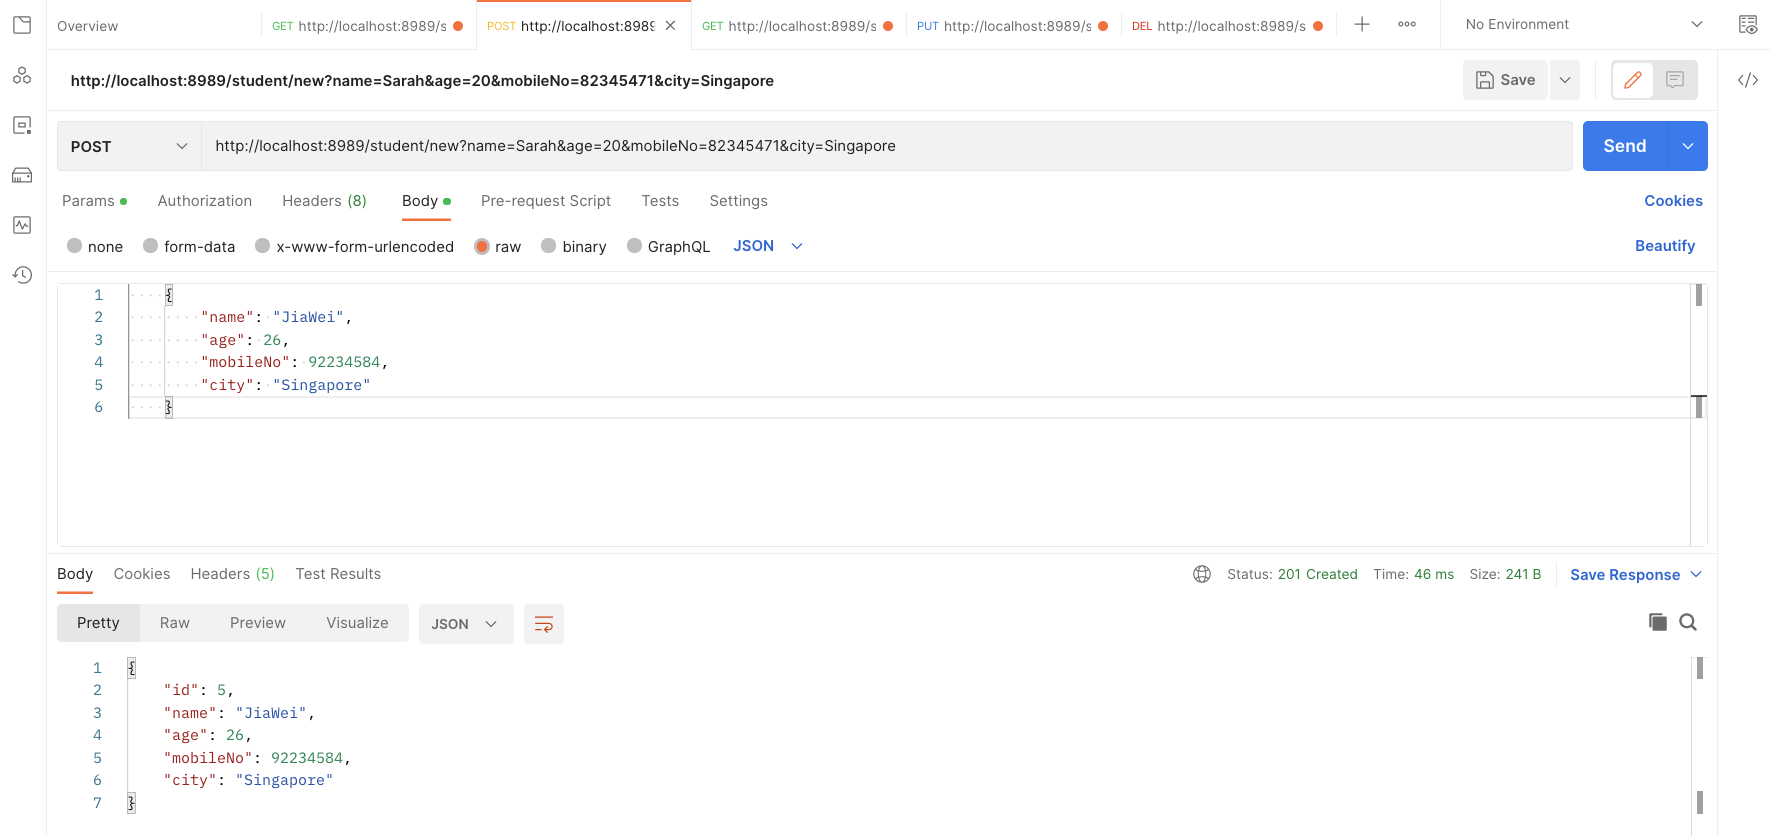 Overview
GET http://localhost:8989/s
POST http://localhost:898
GET http://localhost:8989/s
PUT http://localhost:8989/s
DEL http://localhost:8989/s
No Environment
http://localhost:8989/student/new?name=Sarah&age=20&mobileNo=82345471&city=Singapore
Save
POST
http://localhost:8989/student/new?name=Sarah&age=20&mobileNo=82345471&city=Singapore
Send
Params Authorization Headers (8) Body Pre-request Script Tests Settings Cookies
none form-data x-www-form-urlencoded raw binary GraphQL JSON Beautify
1 {
2 "name": "JiaWei",
3 "age": 26,
4 "mobileNo": 92234584,
5 "city": "Singapore"
6 }
Body Cookies Headers (5) Test Results Status: 201 Created Time: 46 ms Size: 241 B Save Response
Pretty Raw Preview Visualize JSON
1 {
2 "id": 5,
3 "name": "JiaWei",
4 "age": 26,
5 "mobileNo": 92234584,
6 "city": "Singapore"
7 }